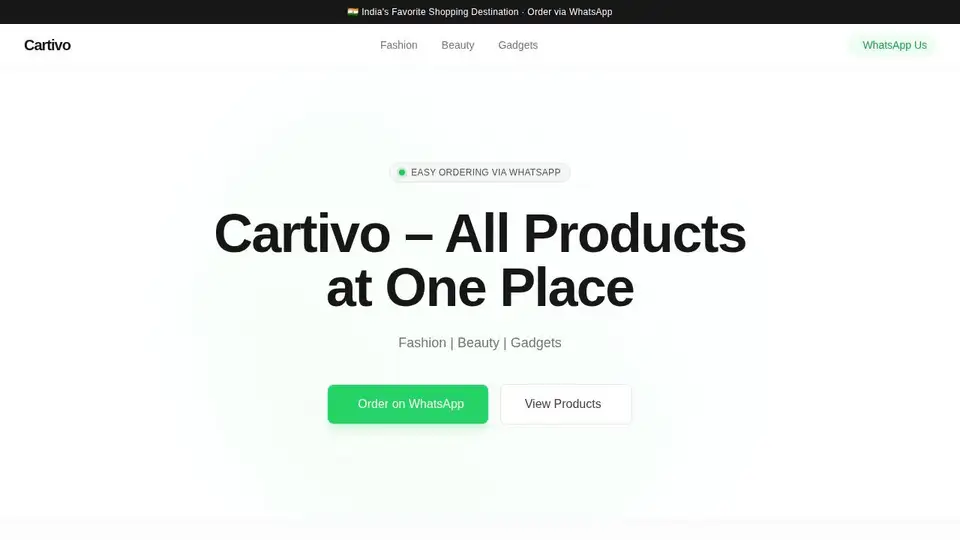 🇮🇳 India's Favorite Shopping Destination · Order via WhatsApp
Cartivo
Fashion
Beauty
Gadgets
WhatsApp Us
EASY ORDERING VIA WHATSAPP
Cartivo – All Products
at One Place
Fashion | Beauty | Gadgets
Order on WhatsApp
View Products